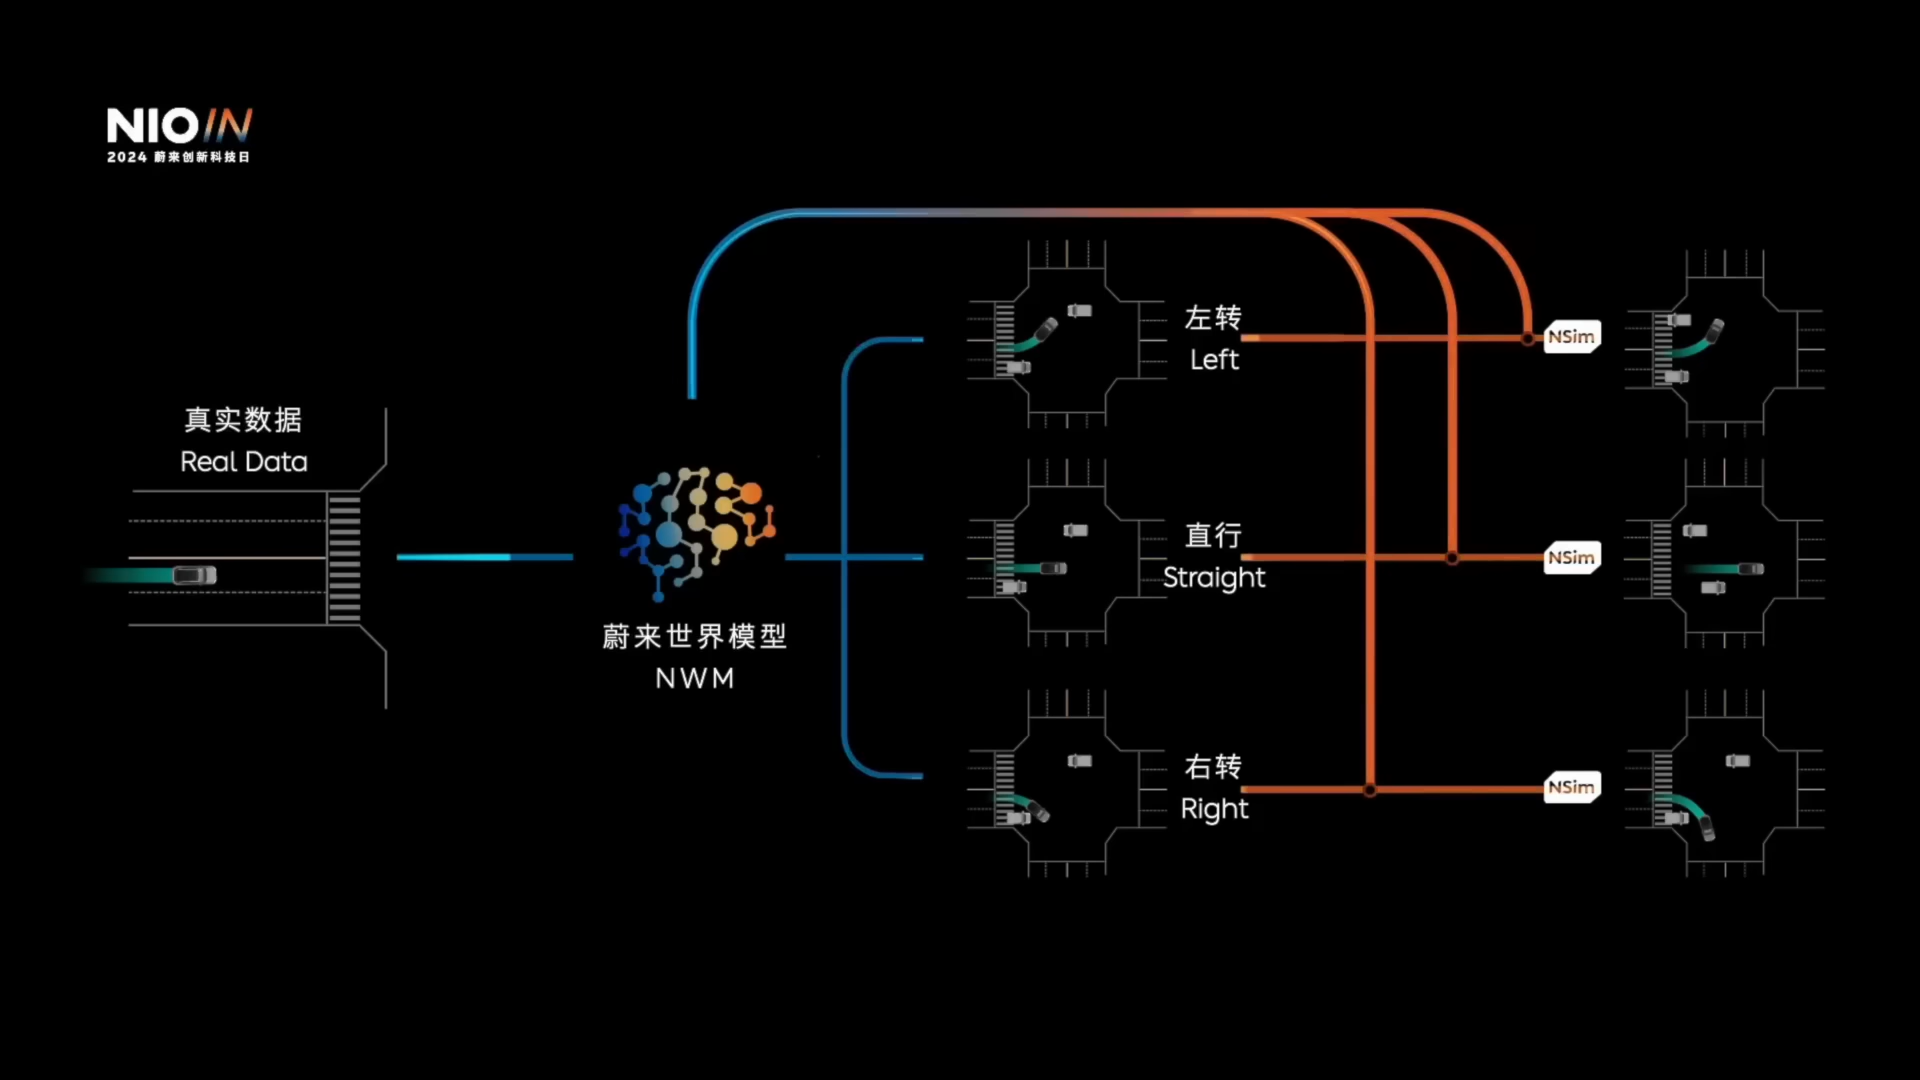 NIO IN
2024 蔚来创新科技日
真实数据
Real Data
蔚来世界模型
NWM
左转
Left
NSim
直行
Straight
NSim
右转
Right
NSim